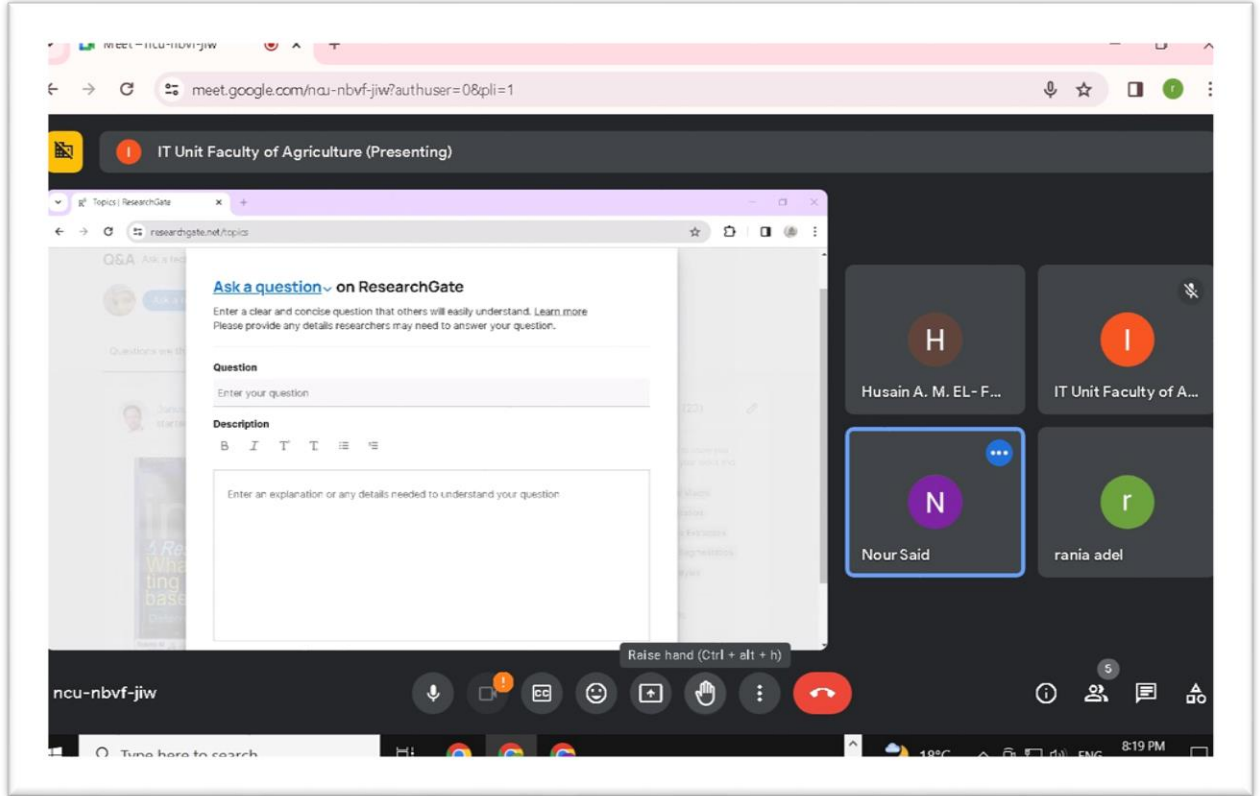 Meet – ncu-nbvf-jiw
meet.google.com/ncu-nbvf-jiw?authuser=0&pli=1
r
I
IT Unit Faculty of Agriculture (Presenting)
Topics | ResearchGate
researchgate.net/topics
Q&A
Ask a question on ResearchGate
Enter a clear and concise question that others will easily understand. Learn more
Please provide any details researchers may need to answer your question.
Question
Enter your question
Description
B I T T
Enter an explanation or any details needed to understand your question
H
Husain A. M. EL- F...
I
IT Unit Faculty of A...
N
Nour Said
r
rania adel
Raise hand (Ctrl + alt + h)
ncu-nbvf-jiw
CC
5
Type here to search
18°C
ENG
8:19 PM